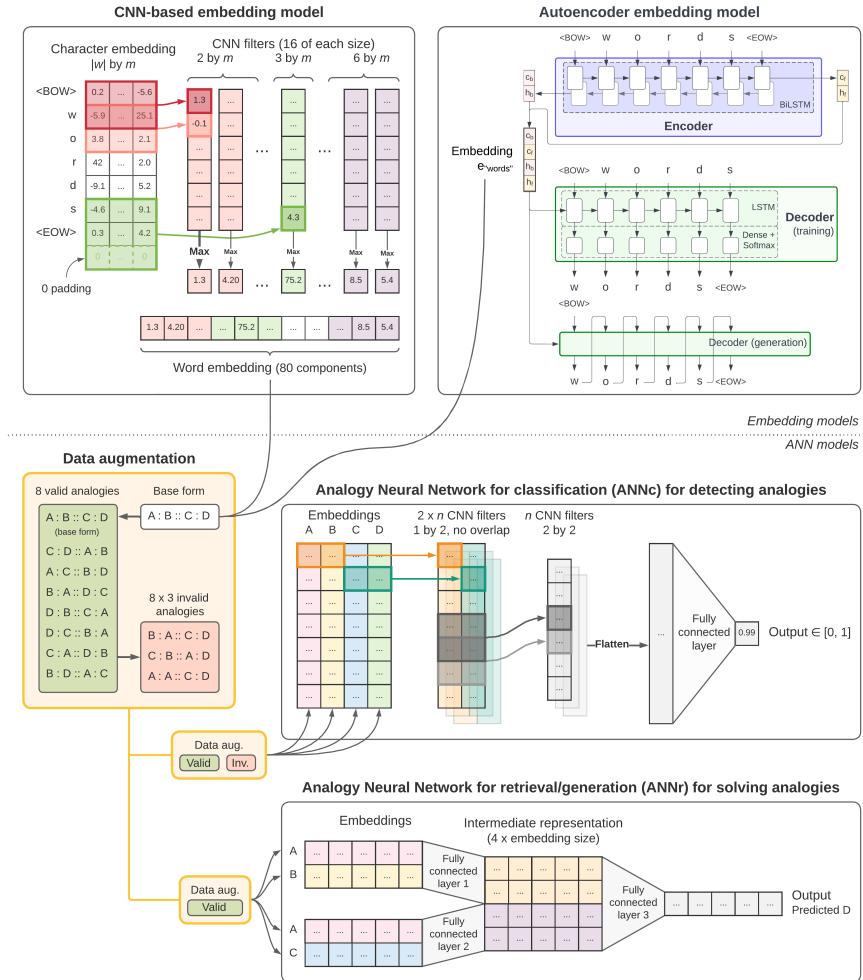 CNN-based embedding model
Character embedding
|w| by m
CNN filters (16 of each size)
2 by m
3 by m
6 by m
<BOW>
0.2 ... -5.6
w
-5.9 ... 25.1
o
3.8 ... 2.1
r
42 ... 2.0
d
-9.1 ... 5.2
s
-4.6 ... 9.1
<EOW>
0.3 ... 4.2
0 ... 0
0 padding
1.3 ... ... ... ...
-0.1 ... ... ... ...
... ... ... ... ...
... ... ... ... ...
... ... ... ... ...
... ... 4.3 ... ...
... ...
Max Max Max Max Max
1.3 4.20 ... 75.2 ... 8.5 5.4
1.3 4.20 ... ... 75.2 ... ... ... ... 8.5 5.4
Word embedding (80 components)
Autoencoder embedding model
<BOW> w o r d s <EOW>
c_b
h_b
c_f
h_f
BiLSTM
Encoder
Embedding
e"words"
c_b
c_f
h_b
h_f
<BOW> w o r d s
LSTM
Dense +
Softmax
Decoder
(training)
w o r d s <EOW>
<BOW>
Decoder (generation)
w o r d s <EOW>
Embedding models
ANN models
Data augmentation
8 valid analogies
Base form
A : B :: C : D
(base form)
C : D :: A : B
A : C :: B : D
B : A :: D : C
D : B :: C : A
D : C :: B : A
C : A :: D : B
B : D :: A : C
A : B :: C : D
8 x 3 invalid
analogies
B : A :: C : D
C : B :: A : D
A : A :: C : D
Data aug.
Valid Inv.
Analogy Neural Network for classification (ANNc) for detecting analogies
Embeddings
A B C D
2 x n CNN filters
1 by 2, no overlap
n CNN filters
2 by 2
... ... ... ... ... ... ...
... ... ... ... ... ... ...
... ... ... ... ... ... ...
... ... ... ... ... ... ...
... ... ... ... ... ... ...
... ... ... ... ... ... ...
... ... ... ... ... ...
Flatten
...
Fully
connected
layer
0.99
Output ∈ [0, 1]
Analogy Neural Network for retrieval/generation (ANNr) for solving analogies
Data aug.
Valid
Embeddings
A
... ... ... ... ...
B
... ... ... ... ...
A
... ... ... ... ...
C
... ... ... ... ...
Fully
connected
layer 1
Fully
connected
layer 2
Intermediate representation
(4 x embedding size)
... ... ... ... ...
... ... ... ... ...
... ... ... ... ...
... ... ... ... ...
Fully
connected
layer 3
... ... ... ... ...
Output
Predicted D